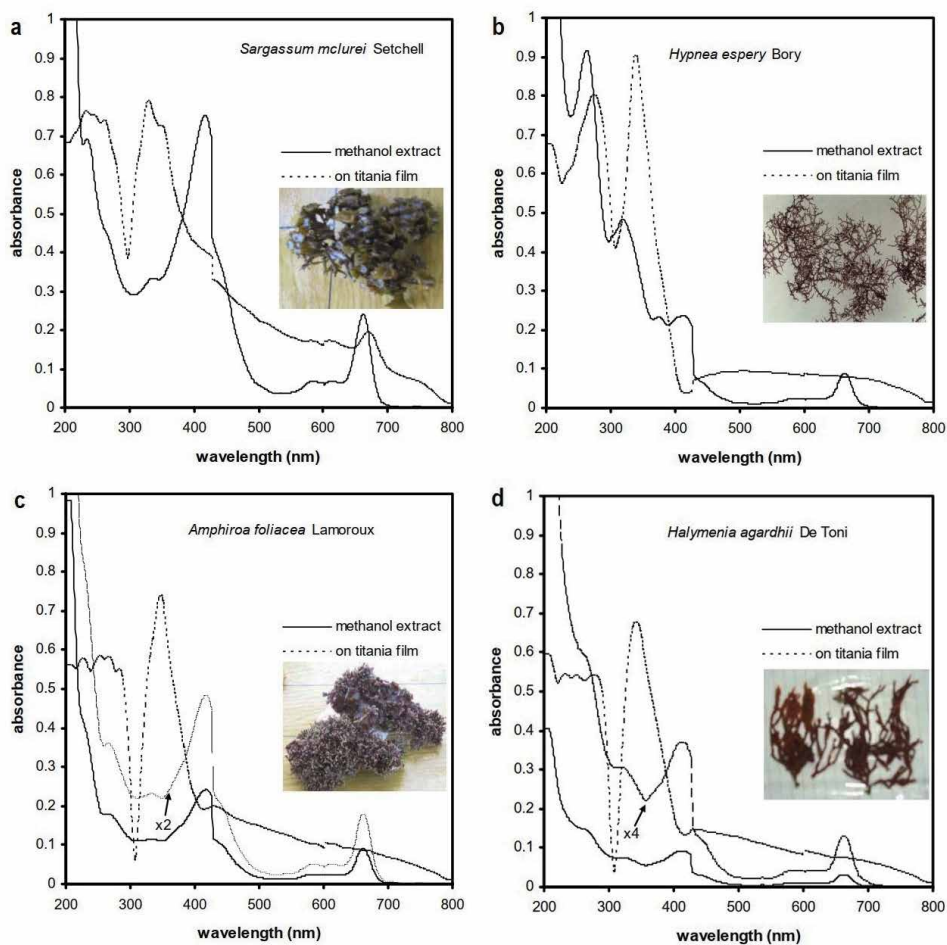 a
Sargassum mclurei Setchell
1
0.9
0.8
0.7
0.6
0.5
0.4
0.3
0.2
0.1
0
absorbance
methanol extract
on titania film
200 300 400 500 600 700 800
wavelength (nm)
b
Hypnea espery Bory
1
0.9
0.8
0.7
0.6
0.5
0.4
0.3
0.2
0.1
0
absorbance
methanol extract
on titania film
200 300 400 500 600 700 800
wavelength (nm)
c
Amphiroa foliacea Lamoroux
1
0.9
0.8
0.7
0.6
0.5
0.4
0.3
0.2
0.1
0
absorbance
methanol extract
on titania film
x2
200 300 400 500 600 700 800
wavelength (nm)
d
Halymenia agardhii De Toni
1
0.9
0.8
0.7
0.6
0.5
0.4
0.3
0.2
0.1
0
absorbance
methanol extract
on titania film
x4
200 300 400 500 600 700 800
wavelength (nm)